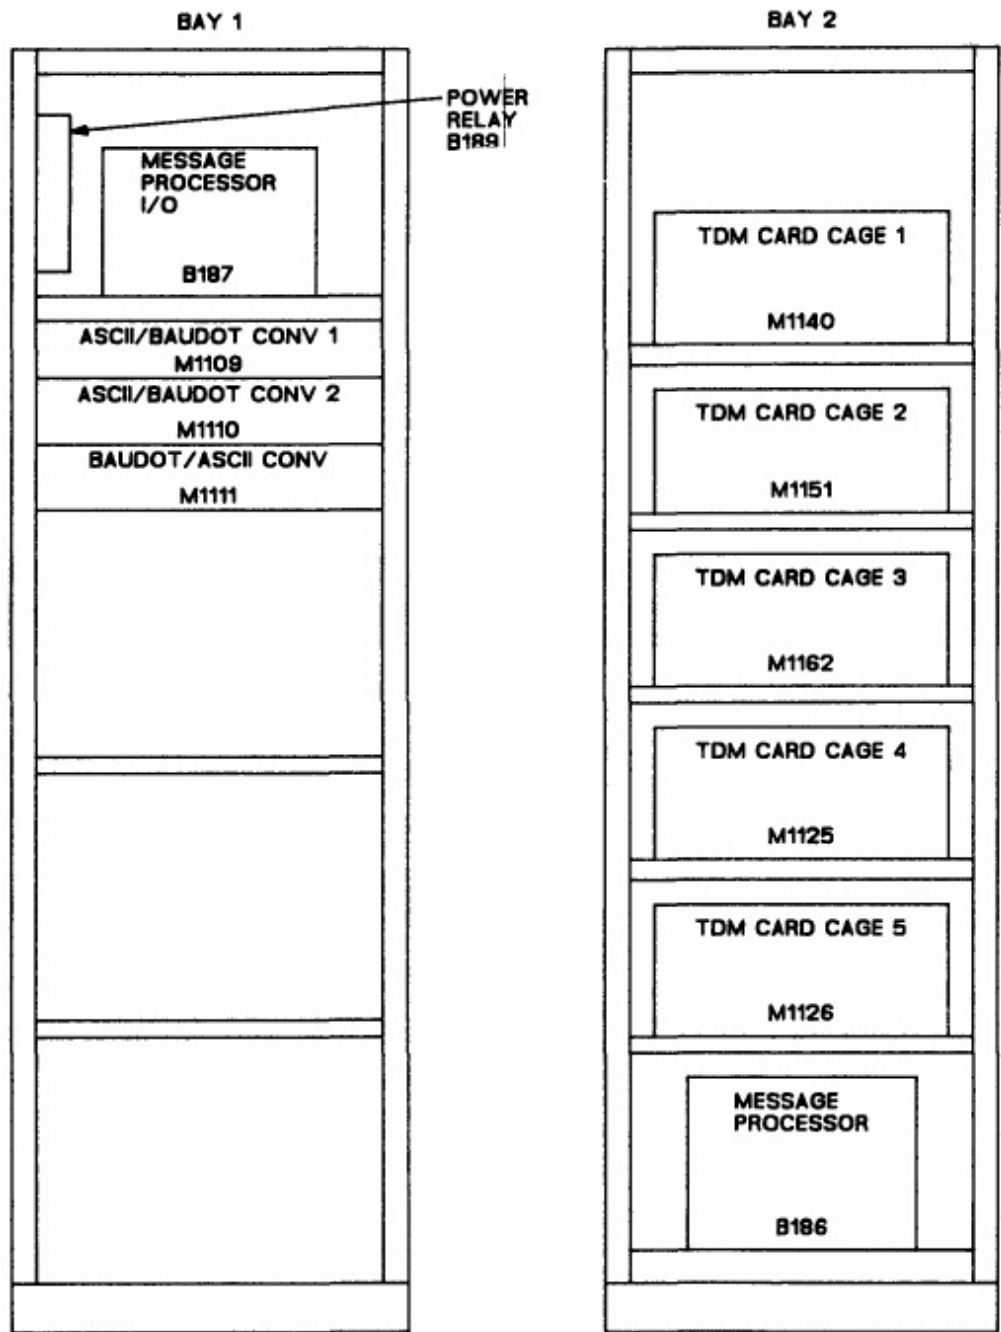 BAY 1
POWER
RELAY
B189
MESSAGE
PROCESSOR
I/O
B187
ASCII/BAUDOT CONV 1
M1109
ASCII/BAUDOT CONV 2
M1110
BAUDOT/ASCII CONV
M1111
BAY 2
TDM CARD CAGE 1
M1140
TDM CARD CAGE 2
M1151
TDM CARD CAGE 3
M1162
TDM CARD CAGE 4
M1125
TDM CARD CAGE 5
M1126
MESSAGE
PROCESSOR
B186